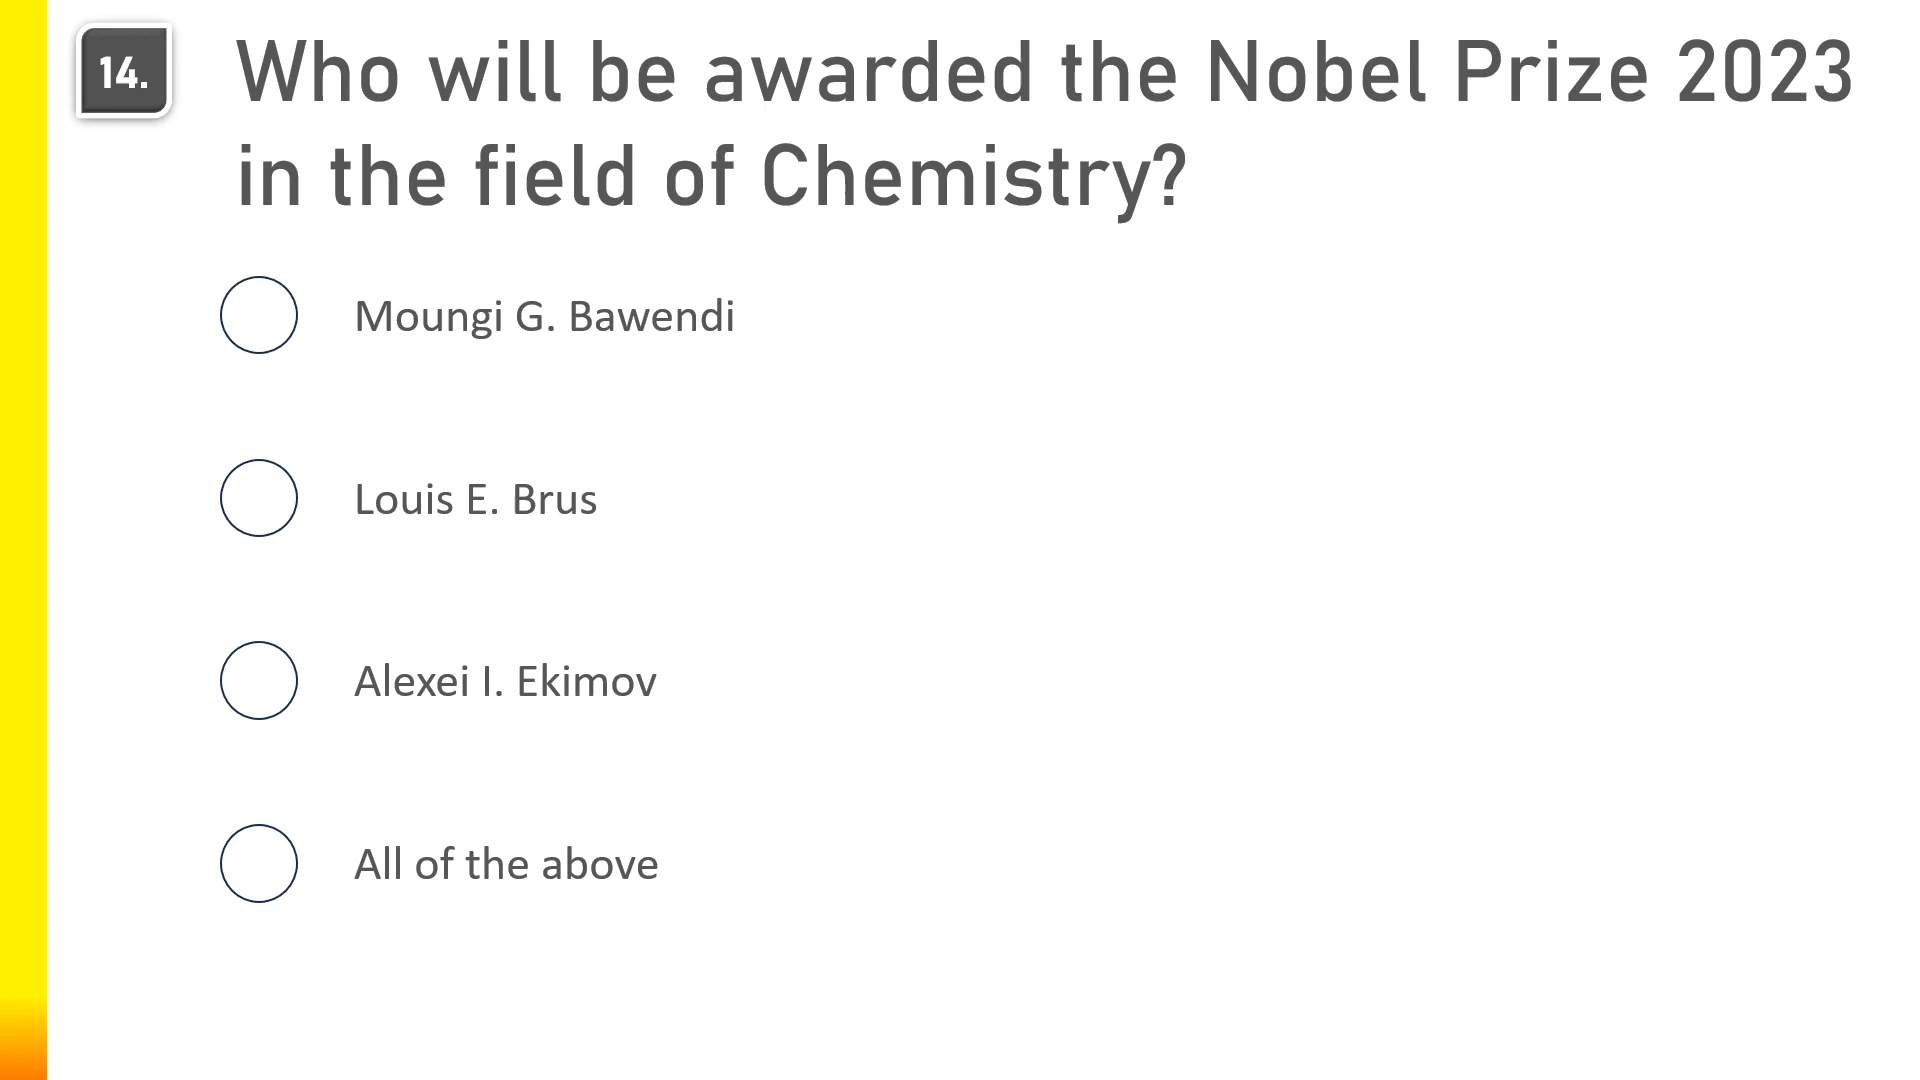 14.
Who will be awarded the Nobel Prize 2023
in the field of Chemistry?
Moungi G. Bawendi
Louis E. Brus
Alexei I. Ekimov
All of the above